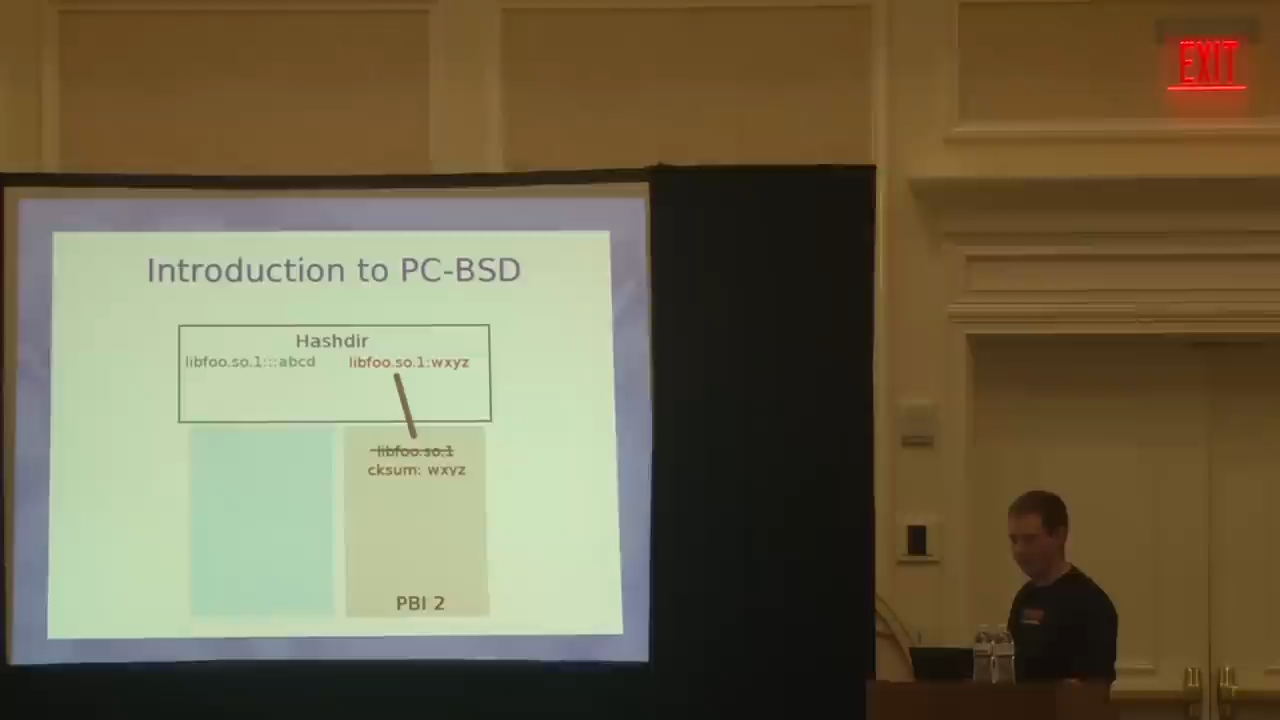 EXIT
Introduction to PC-BSD
Hashdir
libfoo.so.1:::abcd libfoo.so.1:wxyz
libfoo.so.1
cksum: wxyz
PBI 2